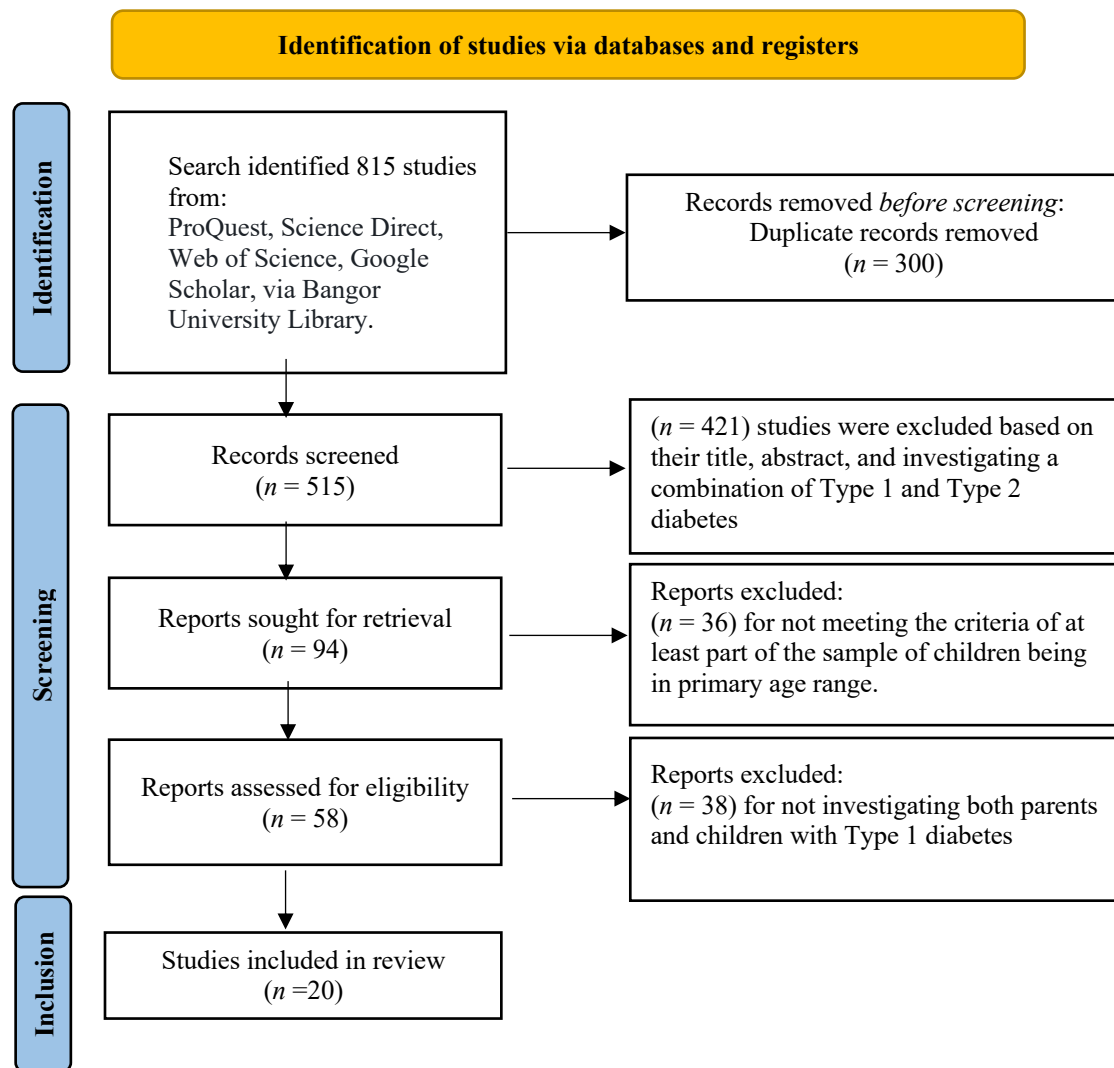 Identification of studies via databases and registers
Identification
Search identified 815 studies
from:
ProQuest, Science Direct,
Web of Science, Google
Scholar, via Bangor
University Library.
Records removed before screening:
Duplicate records removed
(n = 300)
Screening
Records screened
(n = 515)
(n = 421) studies were excluded based on
their title, abstract, and investigating a
combination of Type 1 and Type 2
diabetes
Reports sought for retrieval
(n = 94)
Reports excluded:
(n = 36) for not meeting the criteria of at
least part of the sample of children being
in primary age range.
Reports assessed for eligibility
(n = 58)
Reports excluded:
(n = 38) for not investigating both parents
and children with Type 1 diabetes
Inclusion
Studies included in review
(n =20)